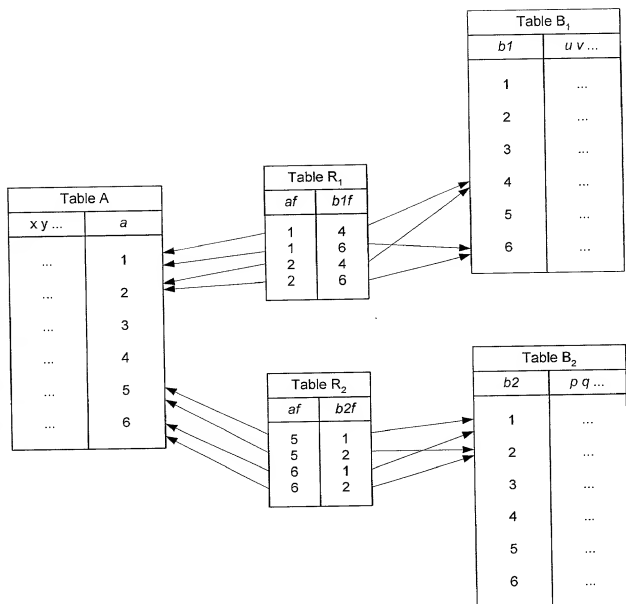 Table A
x y ... a
... 1
... 2
... 3
... 4
... 5
... 6
Table R1
af b1f
1 4
1 6
2 4
2 6
Table R2
af b2f
5 1
5 2
6 1
6 2
Table B1
b1 u v ...
1 ...
2 ...
3 ...
4 ...
5 ...
6 ...
Table B2
b2 p q ...
1 ...
2 ...
3 ...
4 ...
5 ...
6 ...